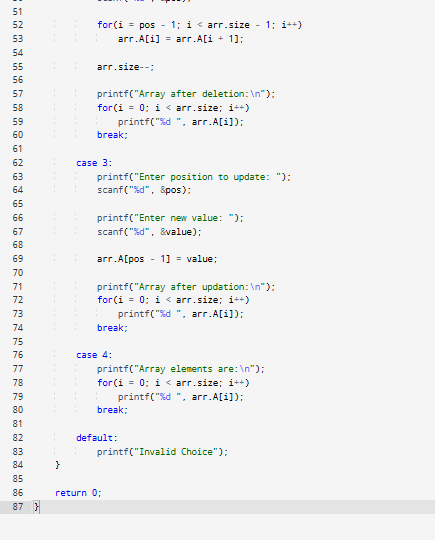 51
52 for(i = pos - 1; i < arr.size - 1; i++)
53 arr.A[i] = arr.A[i + 1];
54
55 arr.size--;
56
57 printf("Array after deletion:\n");
58 for(i = 0; i < arr.size; i++)
59 printf("%d ", arr.A[i]);
60 break;
61
62 case 3:
63 printf("Enter position to update: ");
64 scanf("%d", &pos);
65
66 printf("Enter new value: ");
67 scanf("%d", &value);
68
69 arr.A[pos - 1] = value;
70
71 printf("Array after updation:\n");
72 for(i = 0; i < arr.size; i++)
73 printf("%d ", arr.A[i]);
74 break;
75
76 case 4:
77 printf("Array elements are:\n");
78 for(i = 0; i < arr.size; i++)
79 printf("%d ", arr.A[i]);
80 break;
81
82 default:
83 printf("Invalid Choice");
84 }
85
86 return 0;
87 }